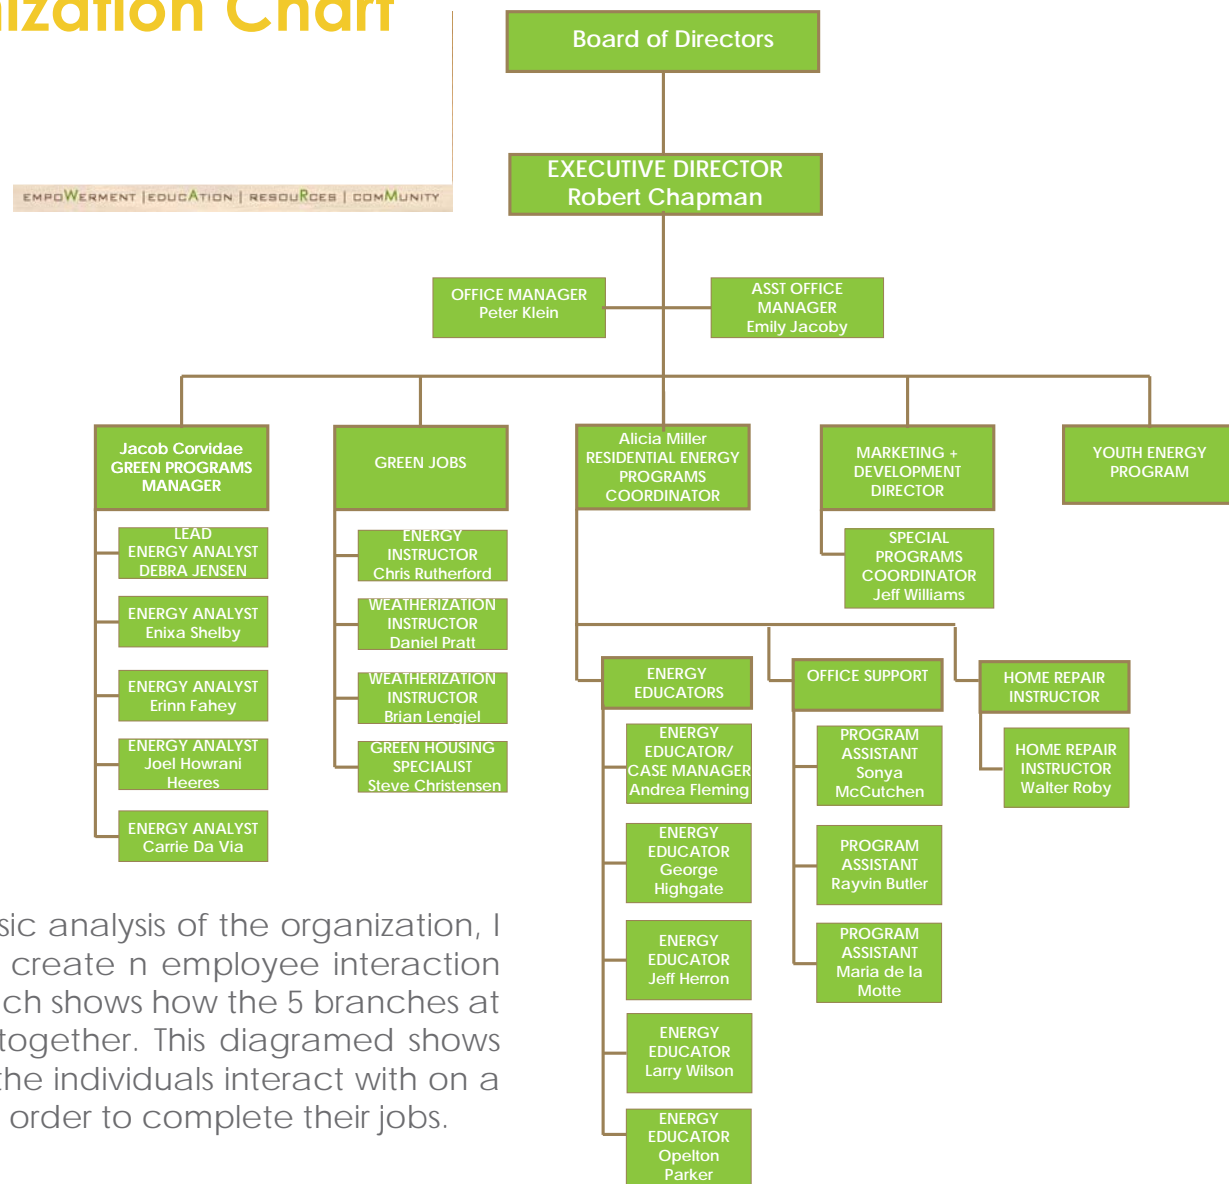 nization Chart
EMPOWERMENT | EDUCATION | RESOURCES | COMMUNITY
Board of Directors
EXECUTIVE DIRECTOR
Robert Chapman
OFFICE MANAGER
Peter Klein
ASST OFFICE
MANAGER
Emily Jacoby
Jacob Corvidae
GREEN PROGRAMS
MANAGER
LEAD
ENERGY ANALYST
DEBRA JENSEN
ENERGY ANALYST
Enixa Shelby
ENERGY ANALYST
Erinn Fahey
ENERGY ANALYST
Joel Howrani
Heeres
ENERGY ANALYST
Carrie Da Via
GREEN JOBS
ENERGY
INSTRUCTOR
Chris Rutherford
WEATHERIZATION
INSTRUCTOR
Daniel Pratt
WEATHERIZATION
INSTRUCTOR
Brian Lengjel
GREEN HOUSING
SPECIALIST
Steve Christensen
Alicia Miller
RESIDENTIAL ENERGY
PROGRAMS
COORDINATOR
ENERGY
EDUCATORS
ENERGY
EDUCATOR/
CASE MANAGER
Andrea Fleming
ENERGY
EDUCATOR
George
Highgate
ENERGY
EDUCATOR
Jeff Herron
ENERGY
EDUCATOR
Larry Wilson
ENERGY
EDUCATOR
Opelton
Parker
OFFICE SUPPORT
PROGRAM
ASSISTANT
Sonya
McCutchen
PROGRAM
ASSISTANT
Rayvin Butler
PROGRAM
ASSISTANT
Maria de la
Motte
HOME REPAIR
INSTRUCTOR
HOME REPAIR
INSTRUCTOR
Walter Roby
MARKETING +
DEVELOPMENT
DIRECTOR
SPECIAL
PROGRAMS
COORDINATOR
Jeff Williams
YOUTH ENERGY
PROGRAM
sic analysis of the organization, I
create n employee interaction
ch shows how the 5 branches at
together. This diagramed shows
the individuals interact with on a
order to complete their jobs.